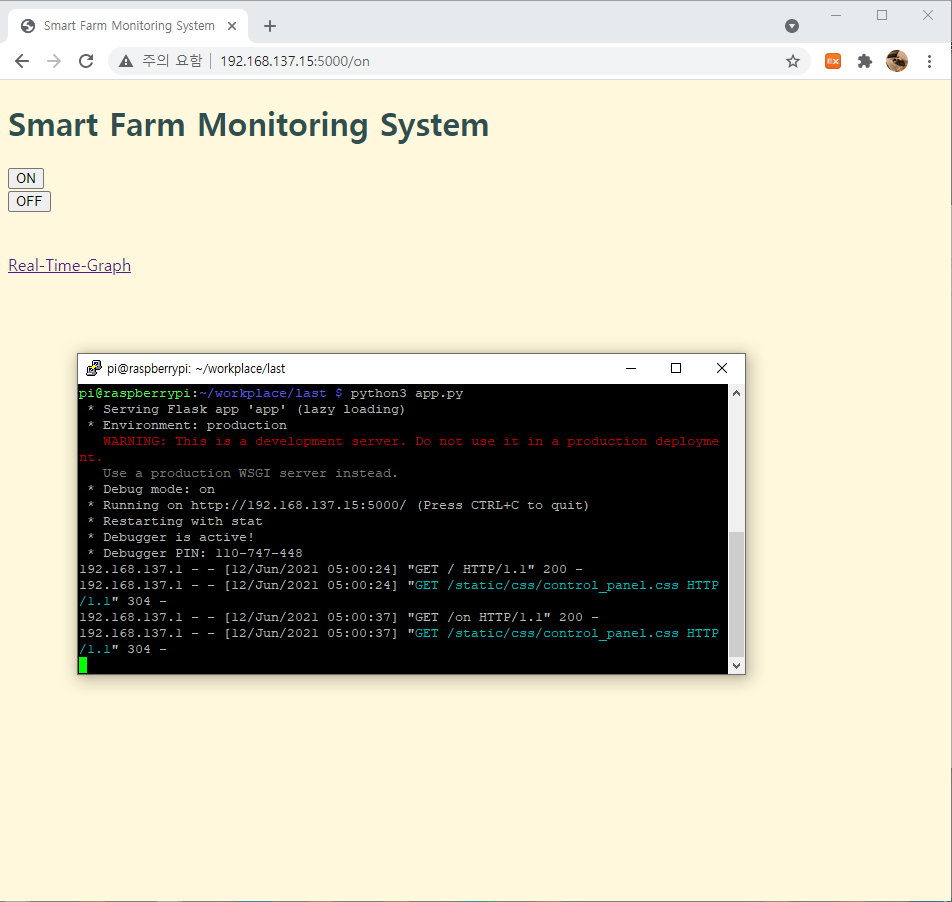 Smart Farm Monitoring System
주의 요함 192.168.137.15:5000/on
EX
Smart Farm Monitoring System
ON
OFF
Real-Time-Graph
pi@raspberrypi: ~/workplace/last
pi@raspberrypi:~/workplace/last $ python3 app.py
* Serving Flask app 'app' (lazy loading)
* Environment: production
WARNING: This is a development server. Do not use it in a production deployme
nt.
Use a production WSGI server instead.
* Debug mode: on
* Running on http://192.168.137.15:5000/ (Press CTRL+C to quit)
* Restarting with stat
* Debugger is active!
* Debugger PIN: 110-747-448
192.168.137.1 - - [12/Jun/2021 05:00:24] "GET / HTTP/1.1" 200 -
192.168.137.1 - - [12/Jun/2021 05:00:24] "GET /static/css/control_panel.css HTTP
/1.1" 304 -
192.168.137.1 - - [12/Jun/2021 05:00:37] "GET /on HTTP/1.1" 200 -
192.168.137.1 - - [12/Jun/2021 05:00:37] "GET /static/css/control_panel.css HTTP
/1.1" 304 -